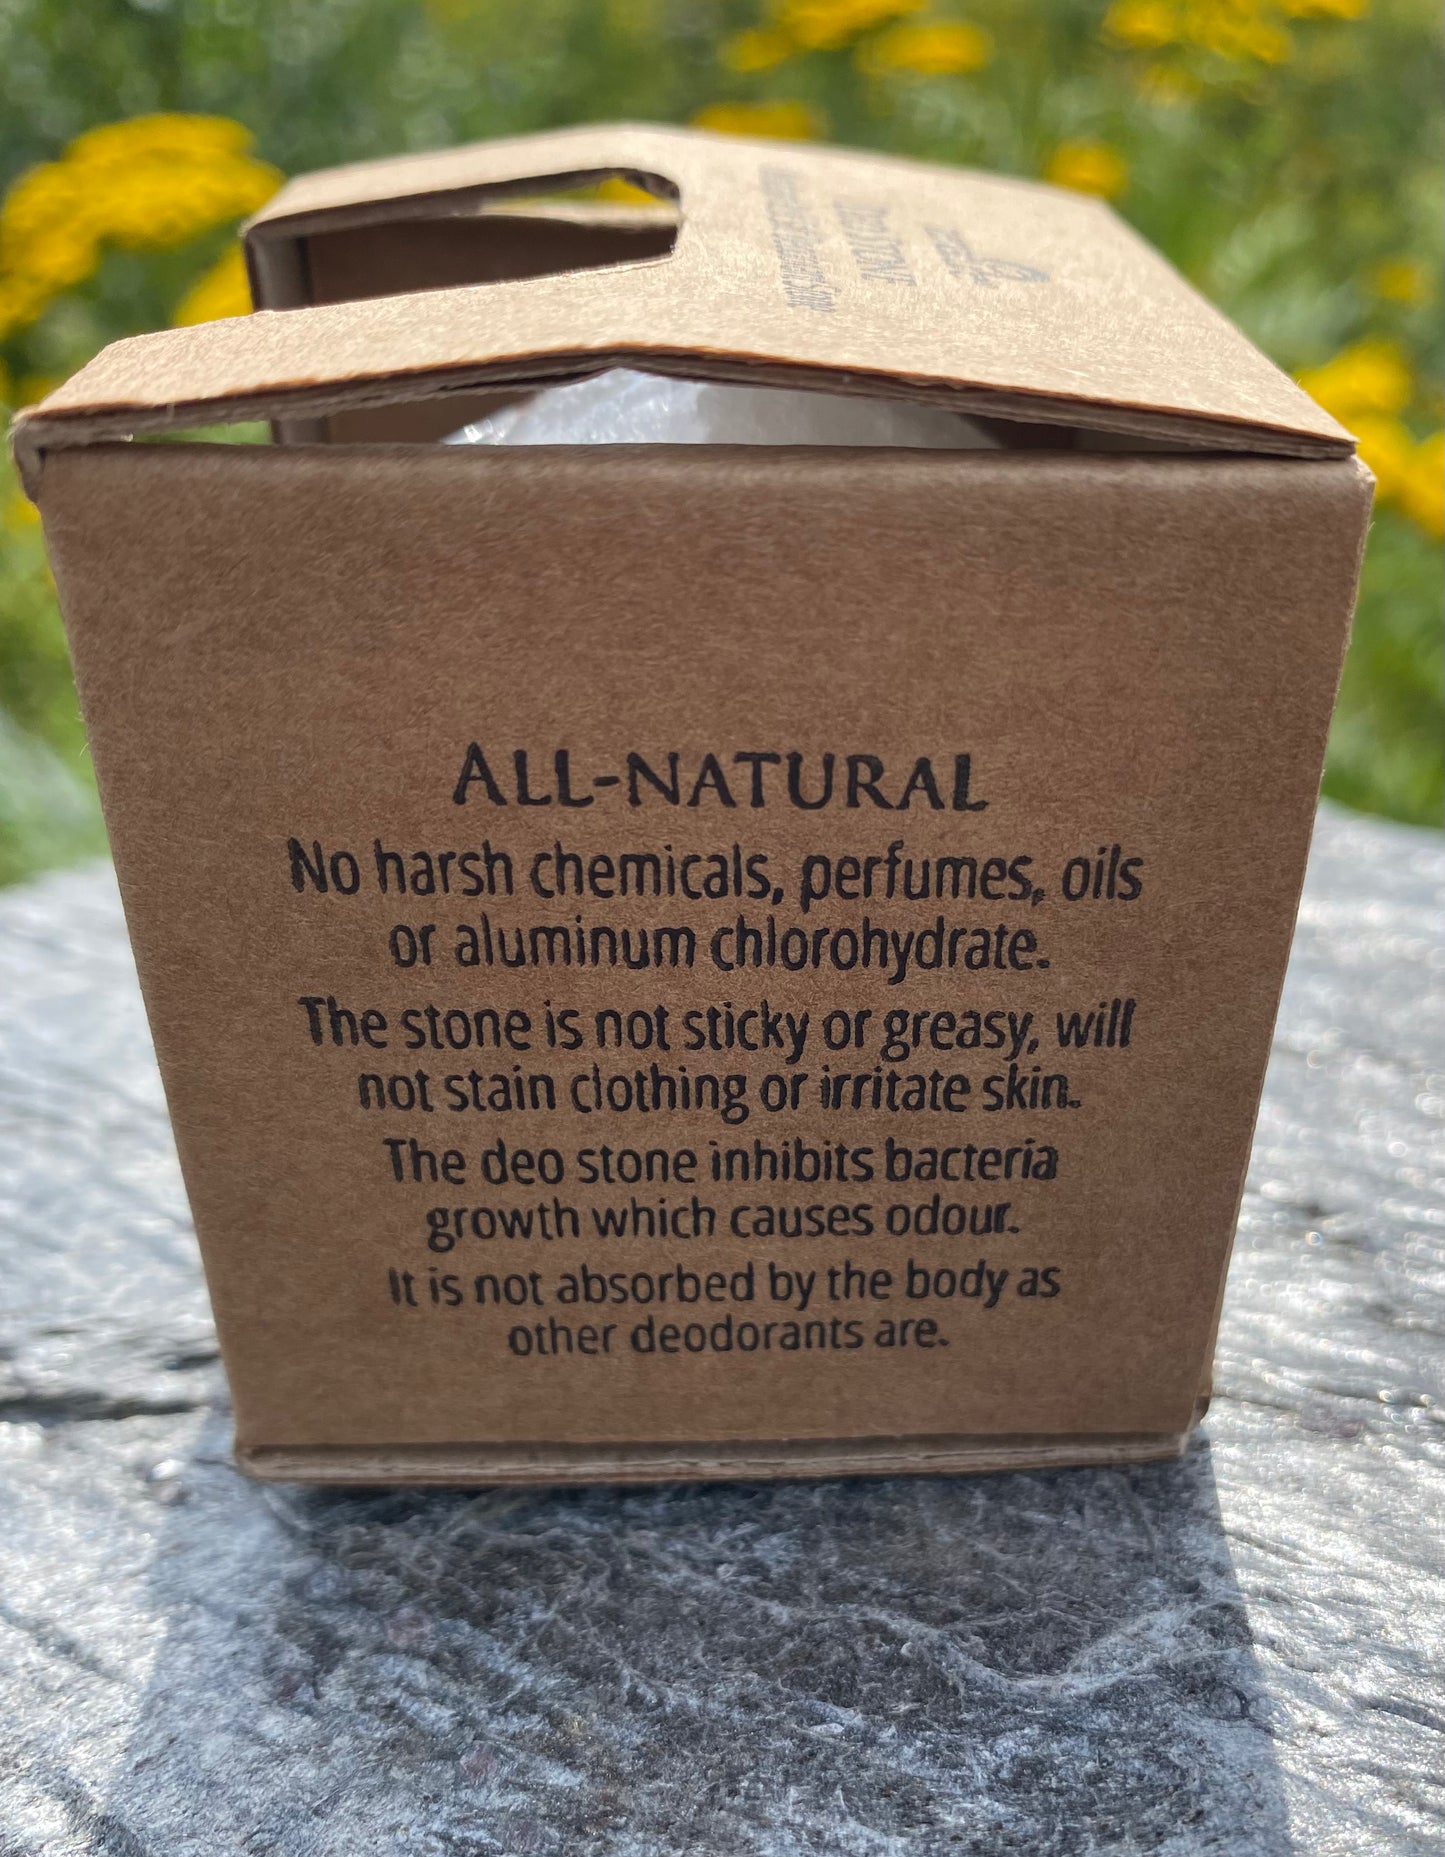 ALL-NATURAL
No harsh chemicals, perfumes, oils
or aluminum chlorohydrate.
The stone is not sticky or greasy, will
not stain clothing or irritate skin.
The deo stone inhibits bacteria
growth which causes odour.
It is not absorbed by the body as
other deodorants are.